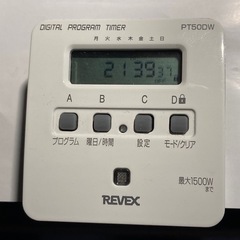 DIGITAL PROGRAM TIMER PT50DW
月 火 水 木 金 土 日
21:39 37
A B C D
プログラム 曜日/時間 設定 モード/クリア
最大1500W
まで
REVEX